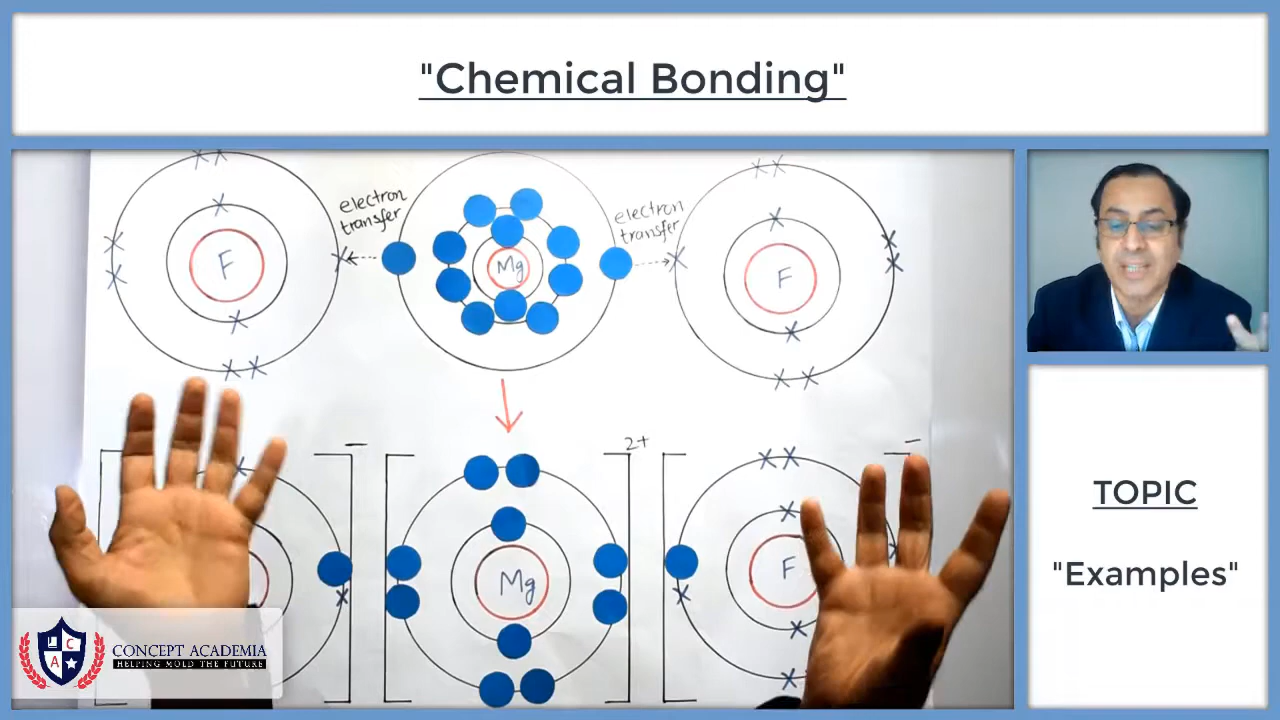 "Chemical Bonding"
electron
transfer
electron
transfer
F
Mg
F
2+
Mg
F
CONCEPT ACADEMIA
HELPING MOLD THE FUTURE
C
A
TOPIC
"Examples"